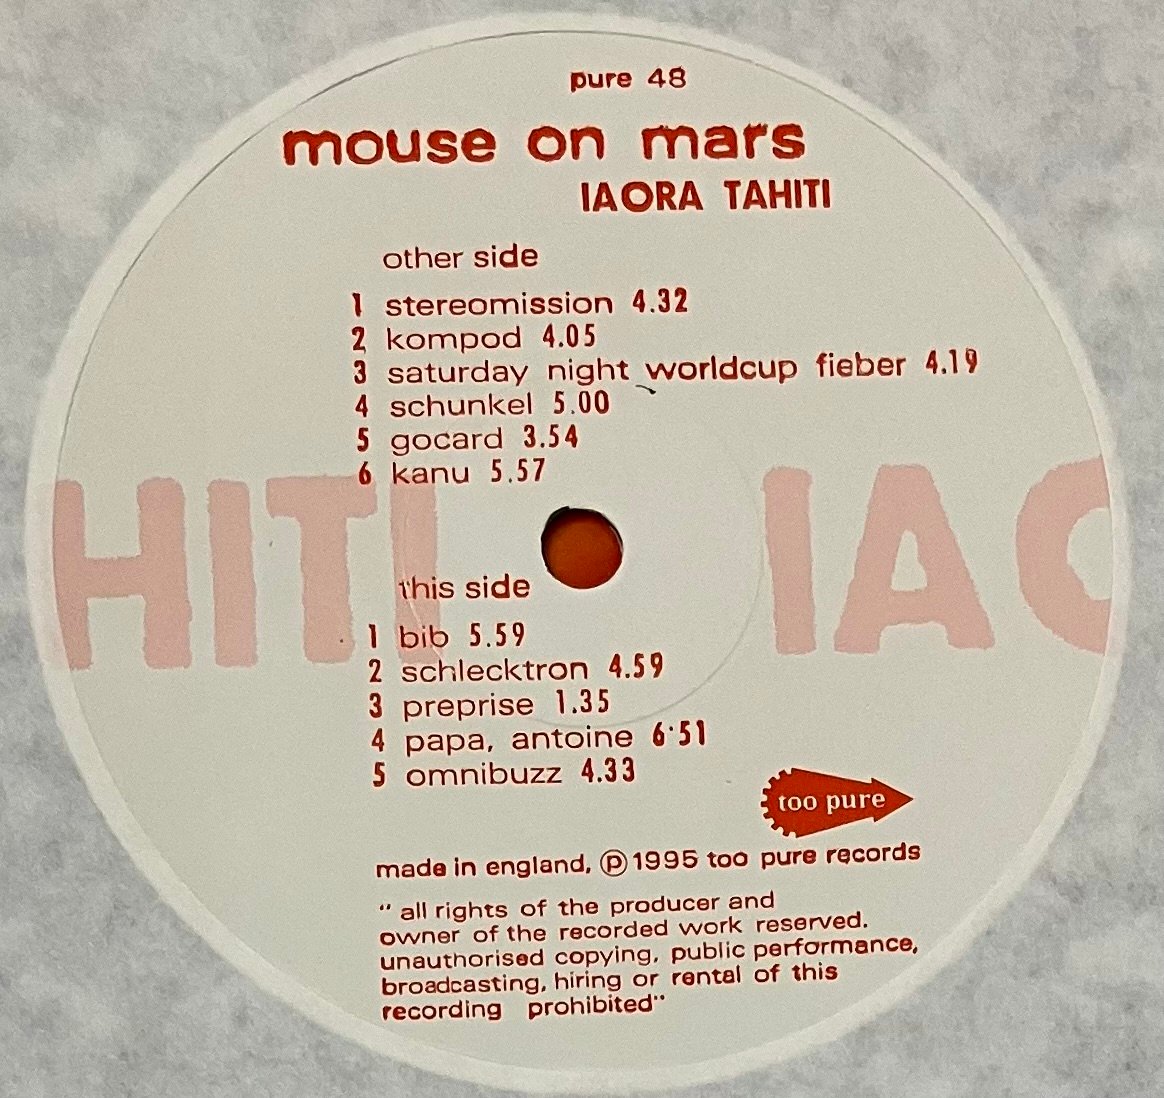 pure 48
mouse on mars
IAORA TAHITI
other side
1 stereomission 4.32
2 kompod 4.05
3 saturday night worldcup fieber 4.19
4 schunkel 5.00
5 gocard 3.54
6 kanu 5.57
HITI IAO
this side
1 bib 5.59
2 schlecktron 4.59
3 preprise 1.35
4 papa, antoine 6·51
5 omnibuzz 4.33
too pure
made in england, ℗1995 too pure records
" all rights of the producer and
owner of the recorded work reserved.
unauthorised copying, public performance,
broadcasting, hiring or rental of this
recording prohibited"